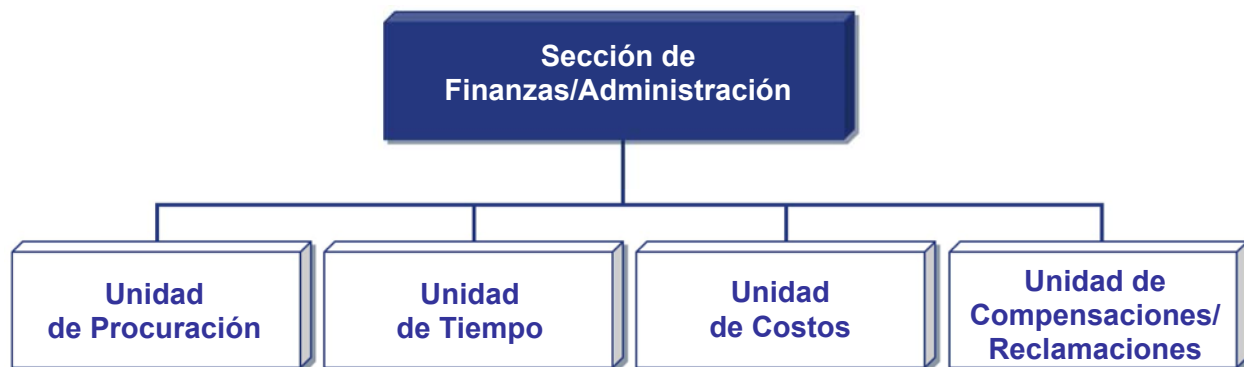 Sección de
Finanzas/Administración
Unidad
de Procuración
Unidad
de Tiempo
Unidad
de Costos
Unidad de
Compensaciones/
Reclamaciones